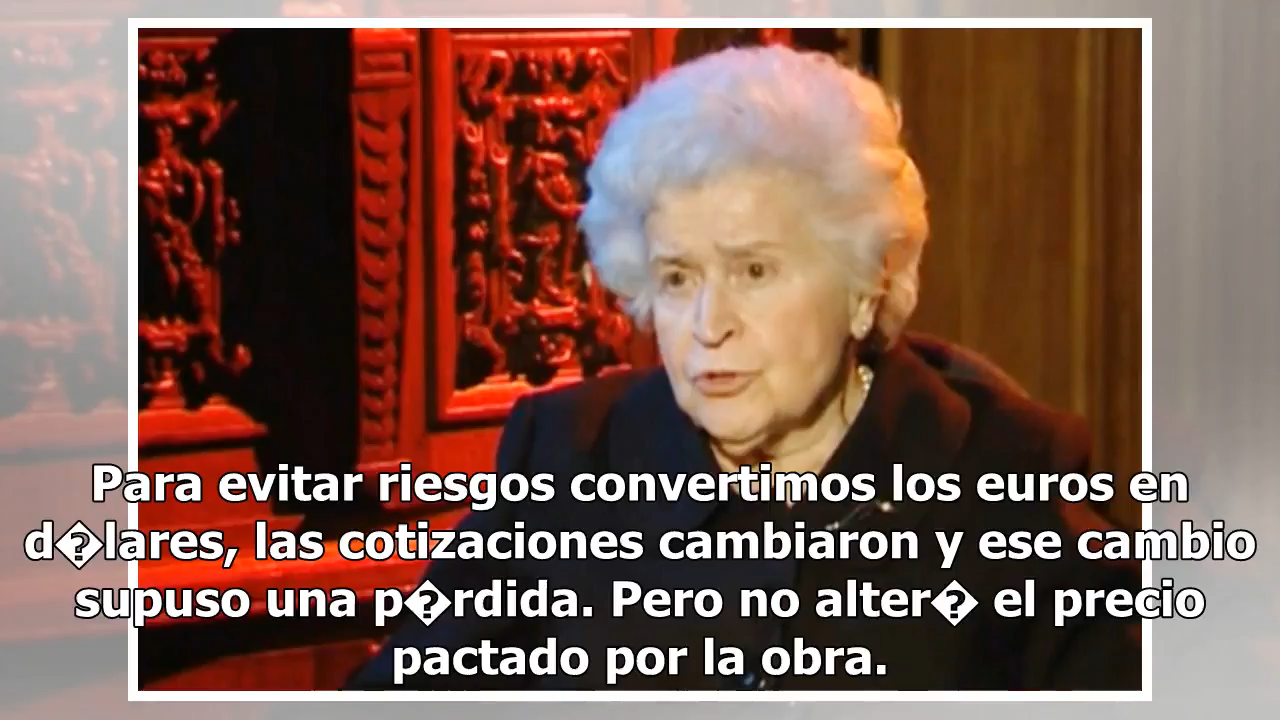 Para evitar riesgos convertimos los euros en
d�lares, las cotizaciones cambiaron y ese cambio
supuso una p�rdida. Pero no alter� el precio
pactado por la obra.